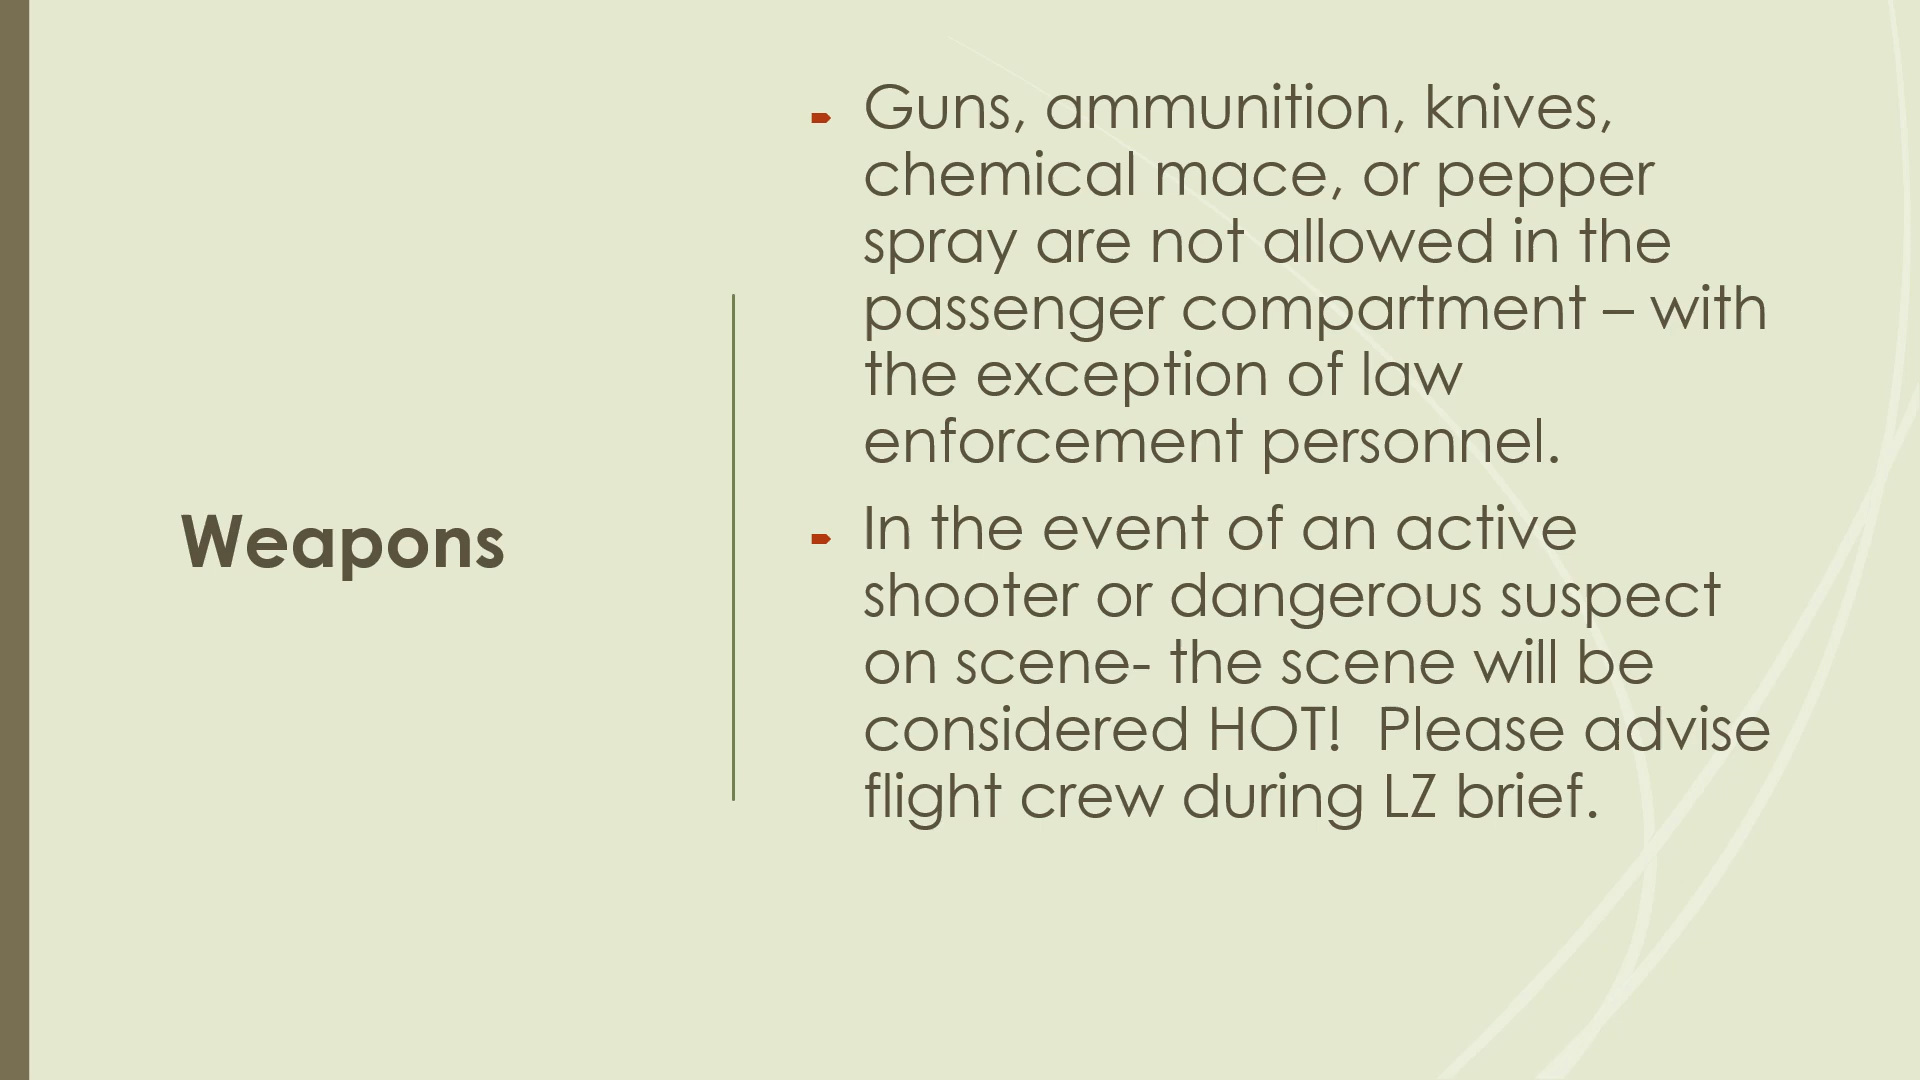 Weapons
Guns, ammunition, knives,
chemical mace, or pepper
spray are not allowed in the
passenger compartment – with
the exception of law
enforcement personnel.
In the event of an active
shooter or dangerous suspect
on scene- the scene will be
considered HOT!  Please advise
flight crew during LZ brief.